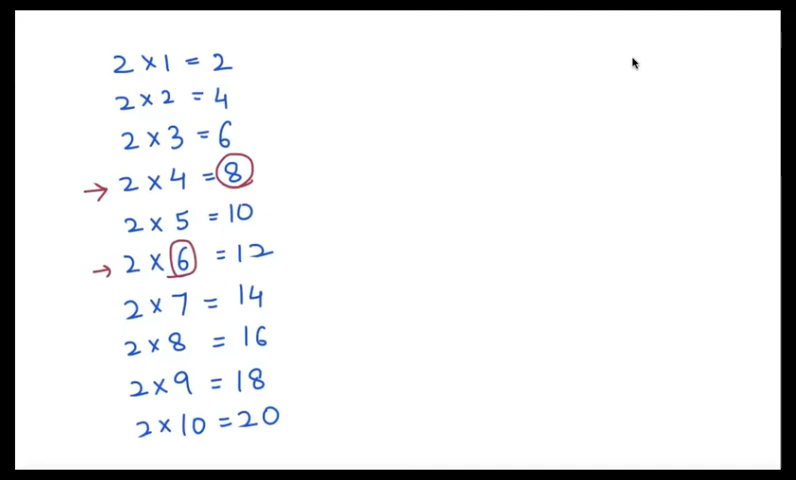 2 × 1 = 2
2 × 2 = 4
2 × 3 = 6
→ 2 × 4 = 8
2 × 5 = 10
→ 2 × 6 = 12
2 × 7 = 14
2 × 8 = 16
2 × 9 = 18
2 × 10 = 20